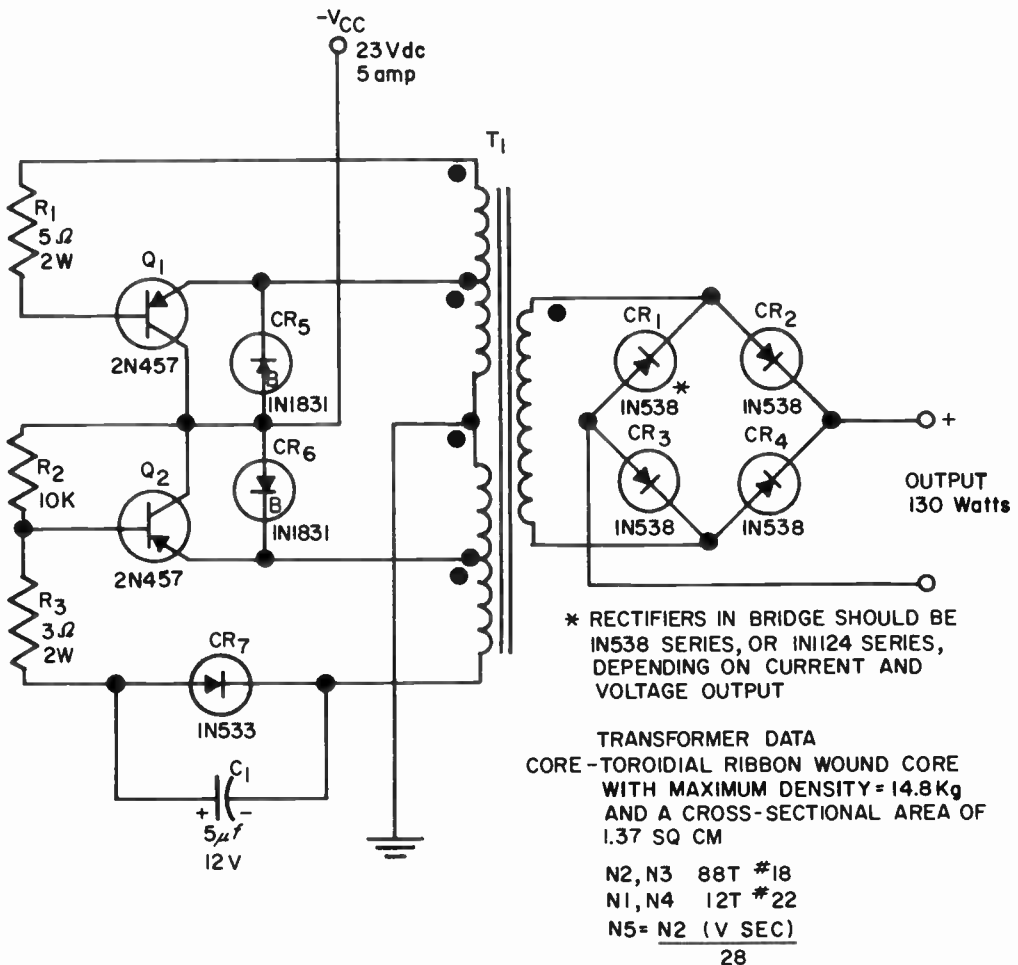 -VCC
23Vdc
5 amp
T1
R1
5Ω
2W
Q1
2N457
CR5
B
IN1831
CR1
*
IN538
CR2
IN538
R2
10K
Q2
2N457
CR6
B
IN1831
CR3
IN538
CR4
IN538
+
OUTPUT
130 Watts
R3
3Ω
2W
CR7
1N533
C1
+ -
5μf
12V
* RECTIFIERS IN BRIDGE SHOULD BE
IN538 SERIES, OR IN1124 SERIES,
DEPENDING ON CURRENT AND
VOLTAGE OUTPUT
TRANSFORMER DATA
CORE-TOROIDIAL RIBBON WOUND CORE
WITH MAXIMUM DENSITY=14.8Kg
AND A CROSS-SECTIONAL AREA OF
1.37 SQ CM
N2, N3 88T #18
N1, N4 12T #22
N5= N2 (V SEC)
28